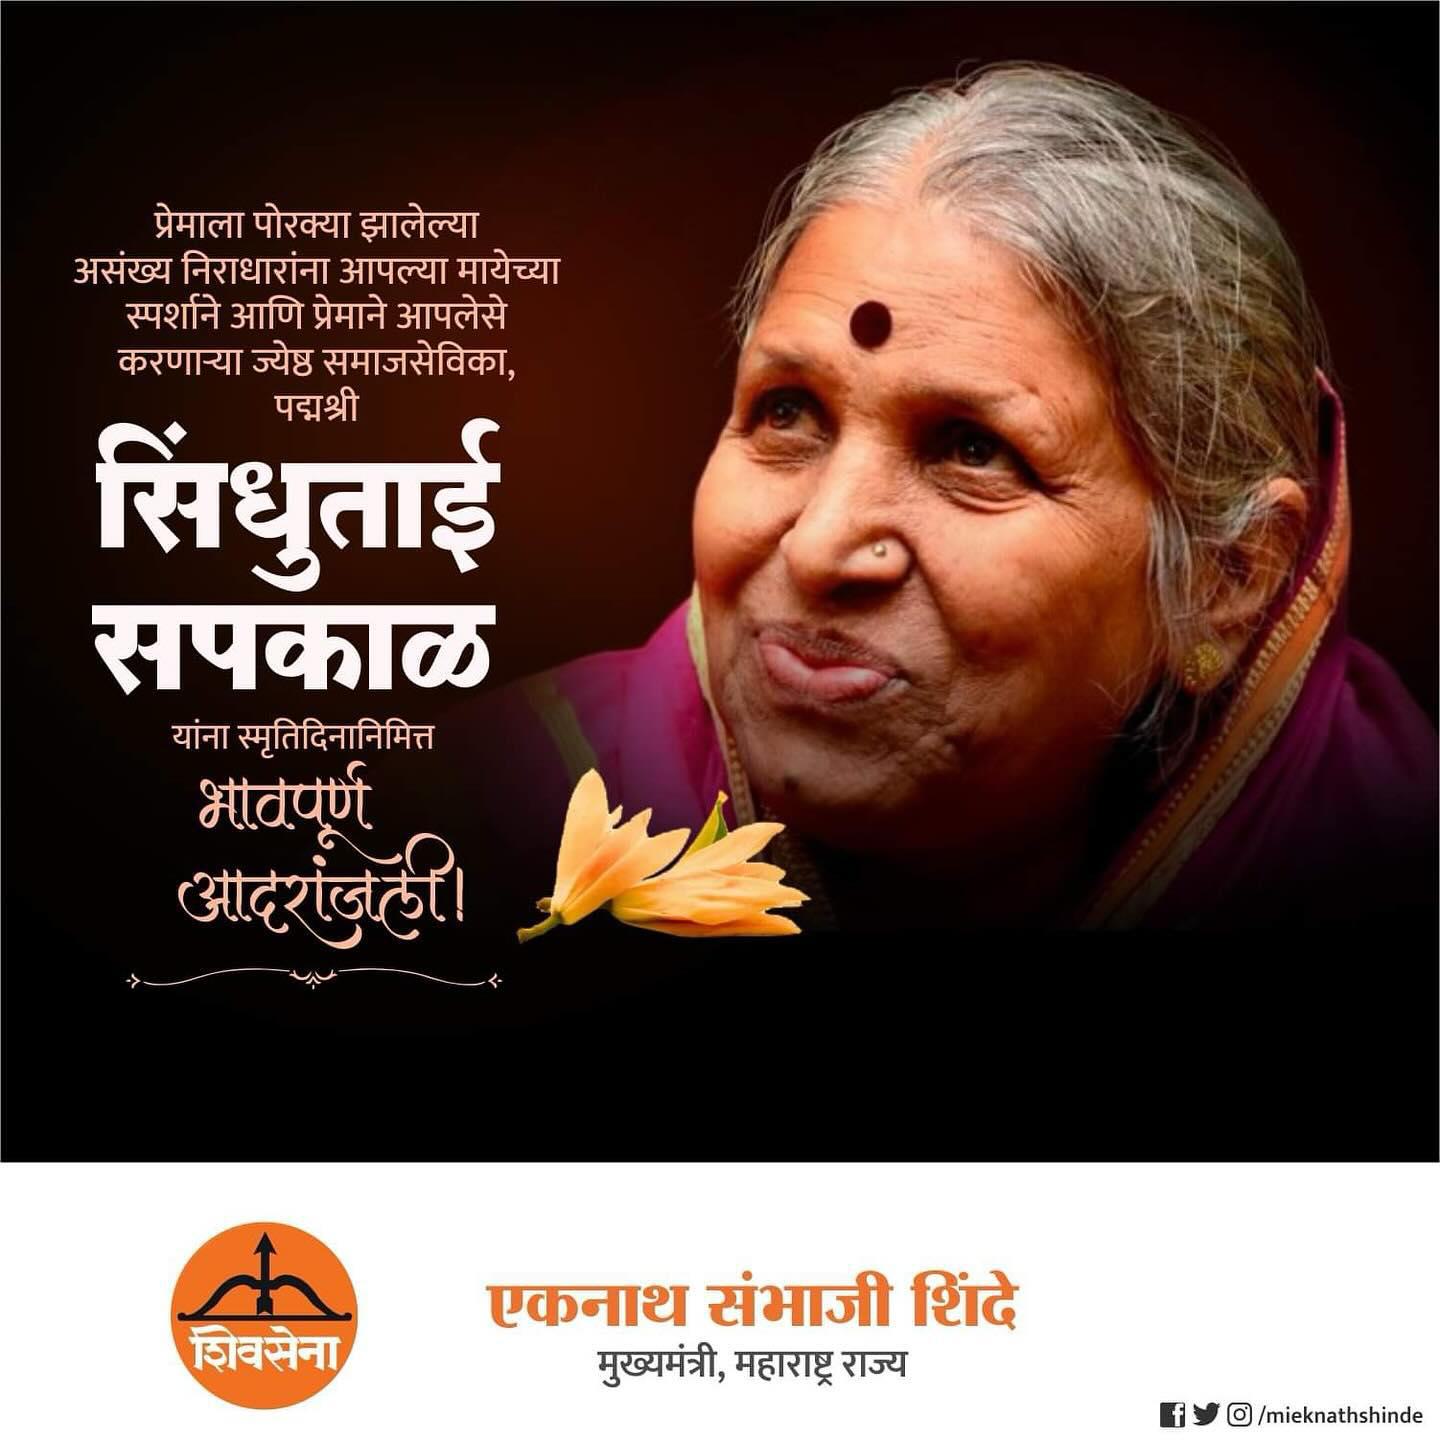 प्रेमाला पोरक्या झालेल्या
असंख्य निराधारांना आपल्या मायेच्या
स्पर्शाने आणि प्रेमाने आपलेसे
करणाऱ्या ज्येष्ठ समाजसेविका,
पद्मश्री
सिंधुताई
सपकाळ
यांना स्मृतिदिनानिमित्त
भावपूर्ण
आदरांजली!
शिवसेना
एकनाथ संभाजी शिंदे
मुख्यमंत्री, महाराष्ट्र राज्य
/mieknathshinde